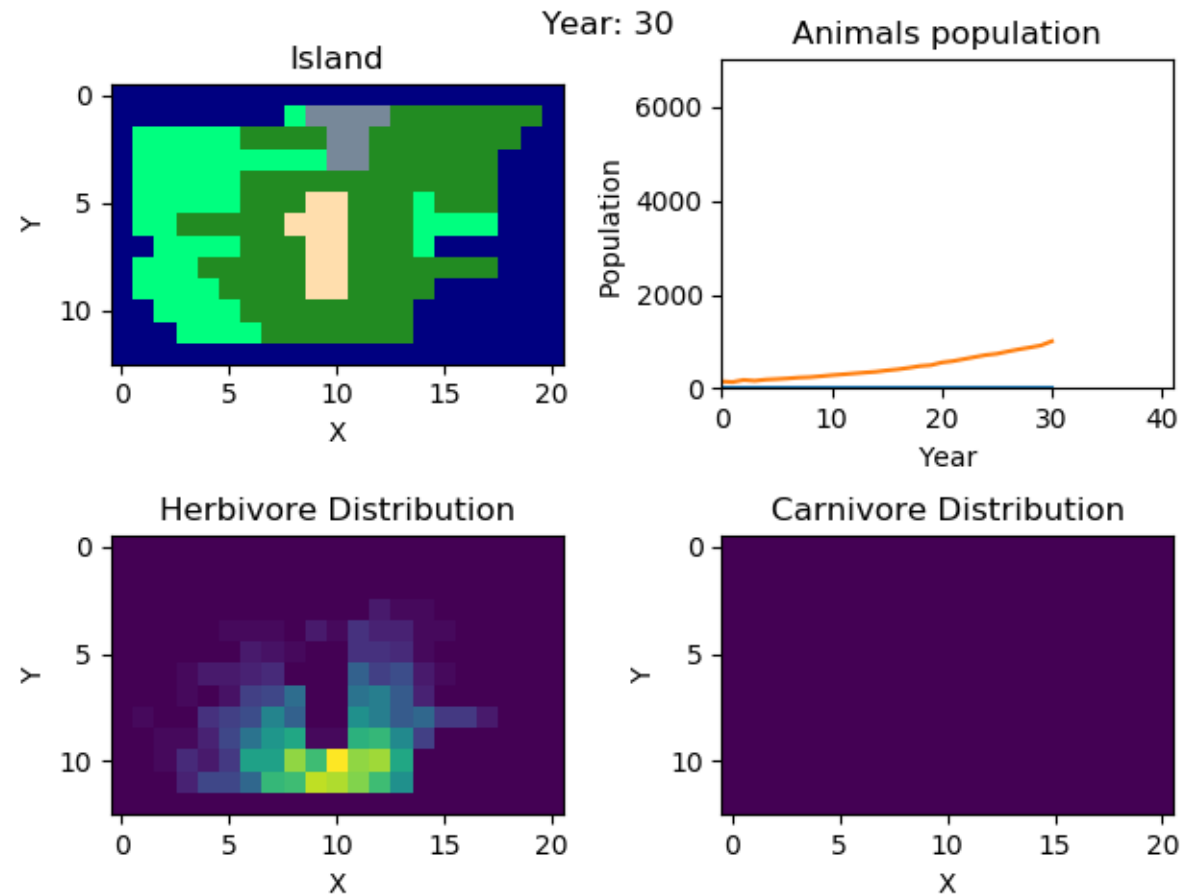 Year: 30
Island
0
5
10
Y
0 5 10 15 20
X
Animals population
6000
4000
2000
0
Population
0 10 20 30 40
Year
Herbivore Distribution
0
5
10
Y
0 5 10 15 20
X
Carnivore Distribution
0
5
10
Y
0 5 10 15 20
X